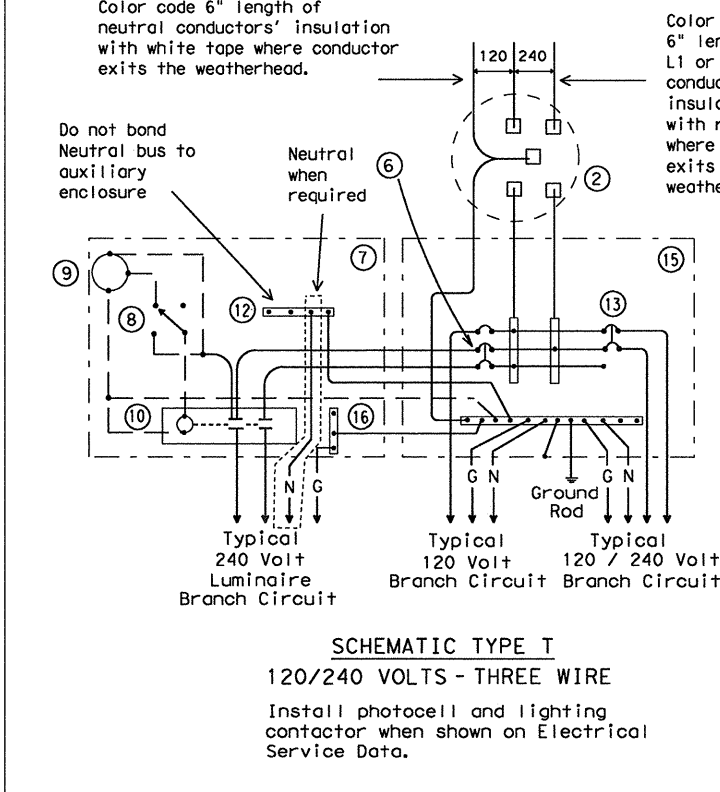 Color code 6" length of
neutral conductors' insulation
with white tape where conductor
exits the weatherhead.
Color
6"
L1 or
with
where
exits
120 240
Do not bond
Neutral bus to
auxiliary
enclosure
Neutral
when
required
6
2
9
7
15
8
12
13
10
16
N
G
G N
Ground
Rod
G N
Typical
240 Volt
Luminaire
Branch Circuit
Typical
120 Volt
Branch Circuit
Typical
120 / 240 Volt
Branch Circuit
SCHEMATIC TYPE T
120/240 VOLTS - THREE WIRE
Install photocell and lighting
contactor when shown on Electrical
Service Data.